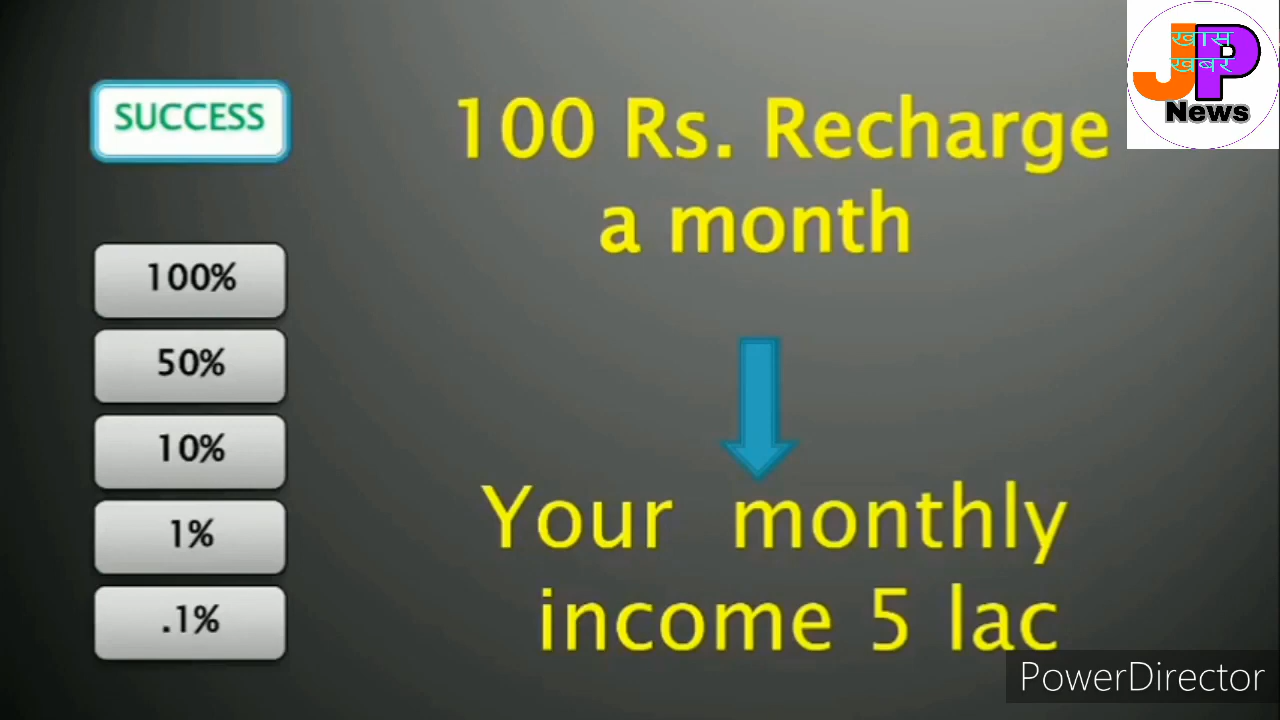 SUCCESS
100%
50%
10%
1%
.1%
100 Rs. Recharge
a month
Your monthly
income 5 lac
खास
खबर
JP
News
PowerDirector